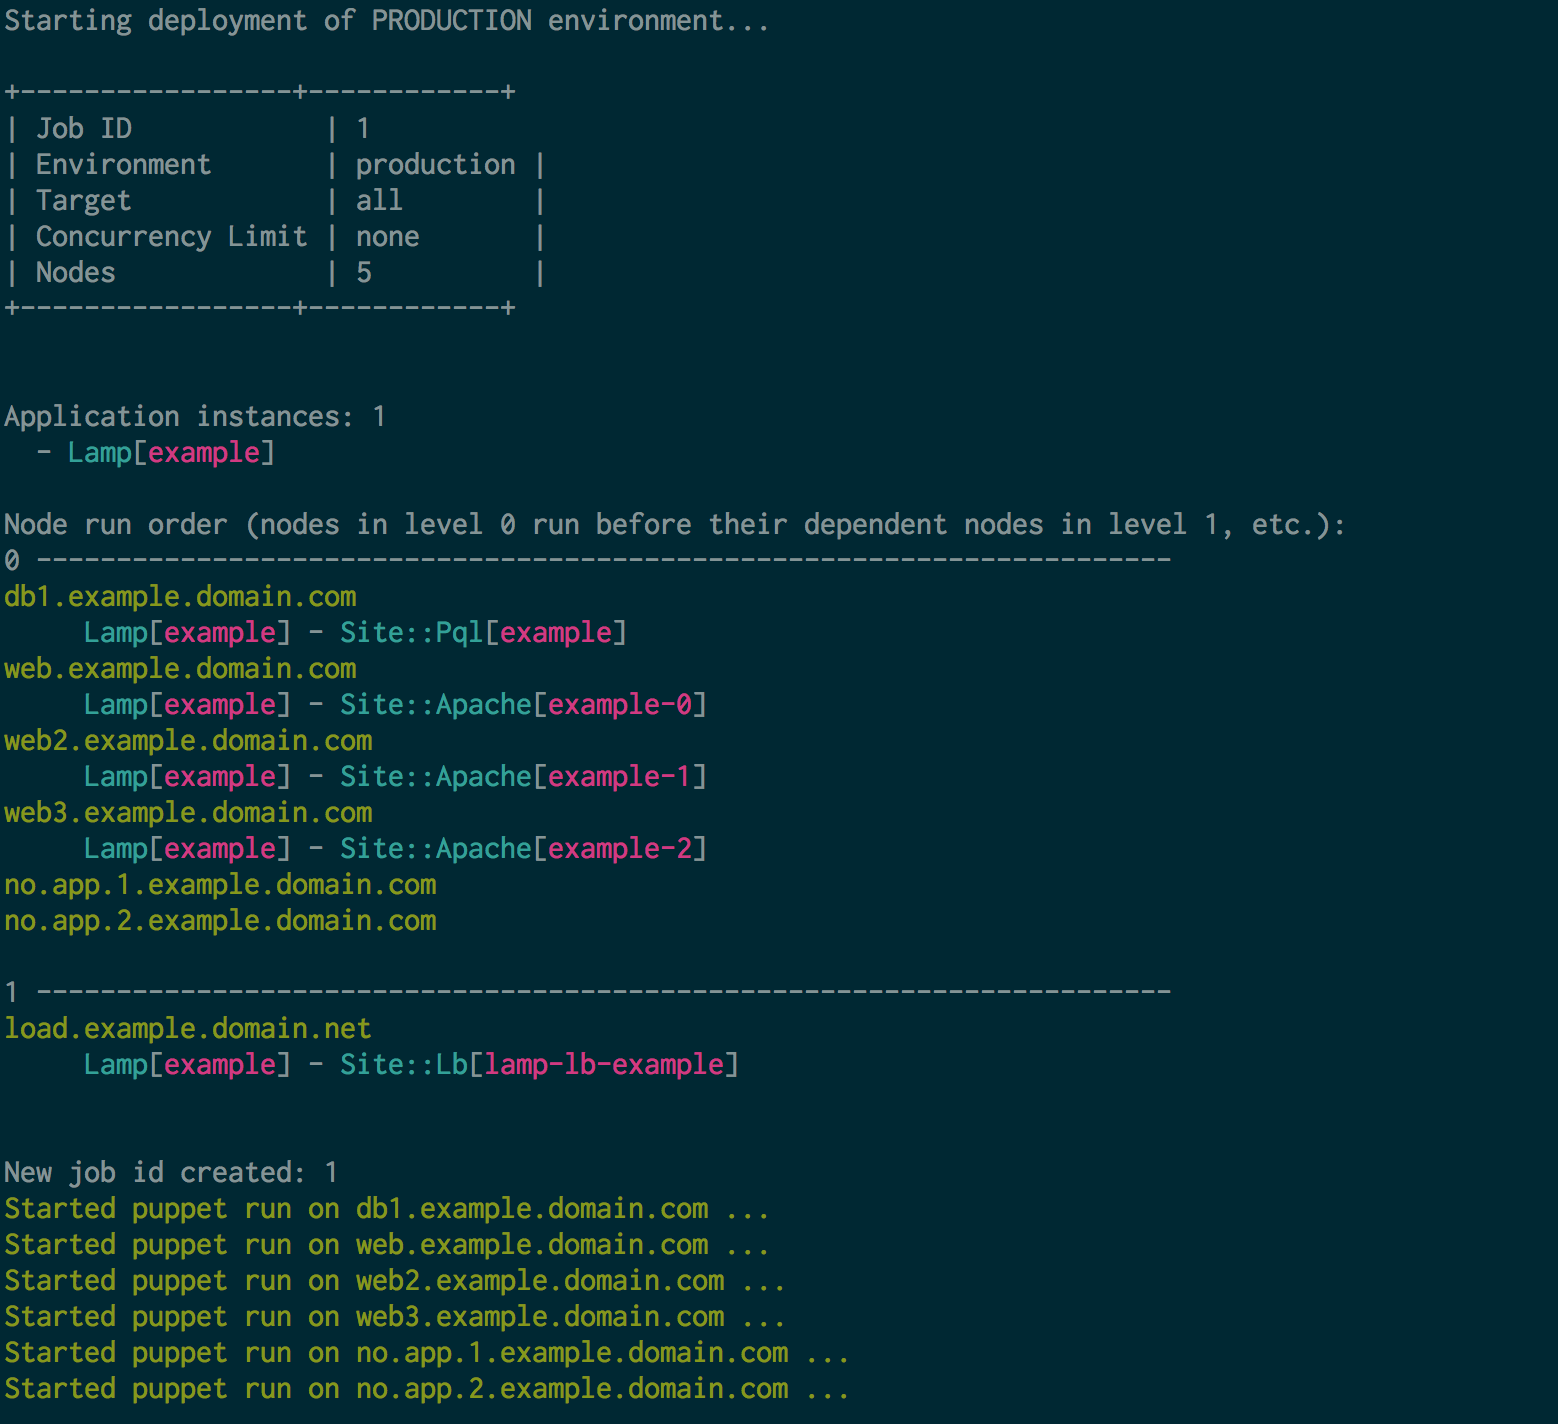 Starting deployment of PRODUCTION environment...
+-----------------+------------+
| Job ID            | 1
| Environment       | production |
| Target            | all        |
| Concurrency Limit | none       |
| Nodes             | 5          |
+-----------------+------------+
Application instances: 1
  - Lamp[example]
Node run order (nodes in level 0 run before their dependent nodes in level 1, etc.):
0 -----------------------------------------------------------------------
db1.example.domain.com
     Lamp[example] - Site::Pql[example]
web.example.domain.com
     Lamp[example] - Site::Apache[example-0]
web2.example.domain.com
     Lamp[example] - Site::Apache[example-1]
web3.example.domain.com
     Lamp[example] - Site::Apache[example-2]
no.app.1.example.domain.com
no.app.2.example.domain.com
1 -----------------------------------------------------------------------
load.example.domain.net
     Lamp[example] - Site::Lb[lamp-lb-example]
New job id created: 1
Started puppet run on db1.example.domain.com ...
Started puppet run on web.example.domain.com ...
Started puppet run on web2.example.domain.com ...
Started puppet run on web3.example.domain.com ...
Started puppet run on no.app.1.example.domain.com ...
Started puppet run on no.app.2.example.domain.com ...